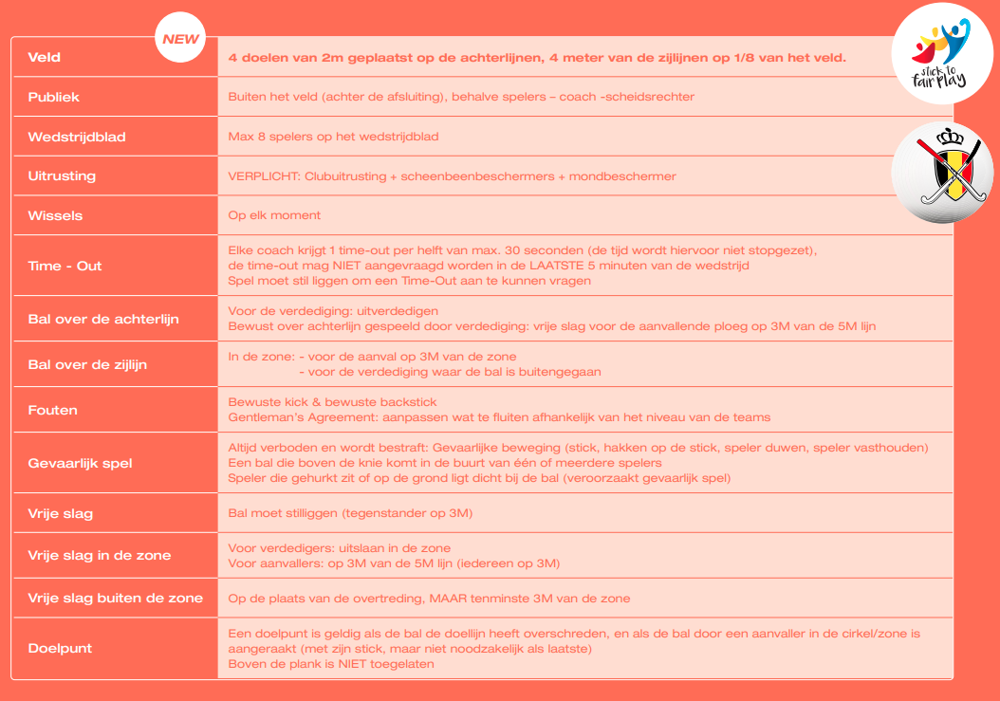 NEW
Veld
4 doelen van 2m geplaatst op de achterlijnen, 4 meter van de zijlijnen op 1/8 van het veld.
stick to
fair play
Publiek
Buiten het veld (achter de afsluiting), behalve spelers – coach -scheidsrechter
Wedstrijdblad
Max 8 spelers op het wedstrijdblad
Uitrusting
VERPLICHT: Clubuitrusting + scheenbeenbeschermers + mondbeschermer
Wissels
Op elk moment
Time - Out
Elke coach krijgt 1 time-out per helft van max. 30 seconden (de tijd wordt hiervoor niet stopgezet),
de time-out mag NIET aangevraagd worden in de LAATSTE 5 minuten van de wedstrijd
Spel moet stil liggen om een Time-Out aan te kunnen vragen
Bal over de achterlijn
Voor de verdediging: uitverdedigen
Bewust over achterlijn gespeeld door verdediging: vrije slag voor de aanvallende ploeg op 3M van de 5M lijn
Bal over de zijlijn
In de zone: - voor de aanval op 3M van de zone
- voor de verdediging waar de bal is buitengegaan
Fouten
Bewuste kick & bewuste backstick
Gentleman's Agreement: aanpassen wat te fluiten afhankelijk van het niveau van de teams
Gevaarlijk spel
Altijd verboden en wordt bestraft: Gevaarlijke beweging (stick, hakken op de stick, speler duwen, speler vasthouden)
Een bal die boven de knie komt in de buurt van één of meerdere spelers
Speler die gehurkt zit of op de grond ligt dicht bij de bal (veroorzaakt gevaarlijk spel)
Vrije slag
Bal moet stilliggen (tegenstander op 3M)
Vrije slag in de zone
Voor verdedigers: uitslaan in de zone
Voor aanvallers: op 3M van de 5M lijn (iedereen op 3M)
Vrije slag buiten de zone
Op de plaats van de overtreding, MAAR tenminste 3M van de zone
Doelpunt
Een doelpunt is geldig als de bal de doellijn heeft overschreden, en als de bal door een aanvaller in de cirkel/zone is
aangeraakt (met zijn stick, maar niet noodzakelijk als laatste)
Boven de plank is NIET toegelaten